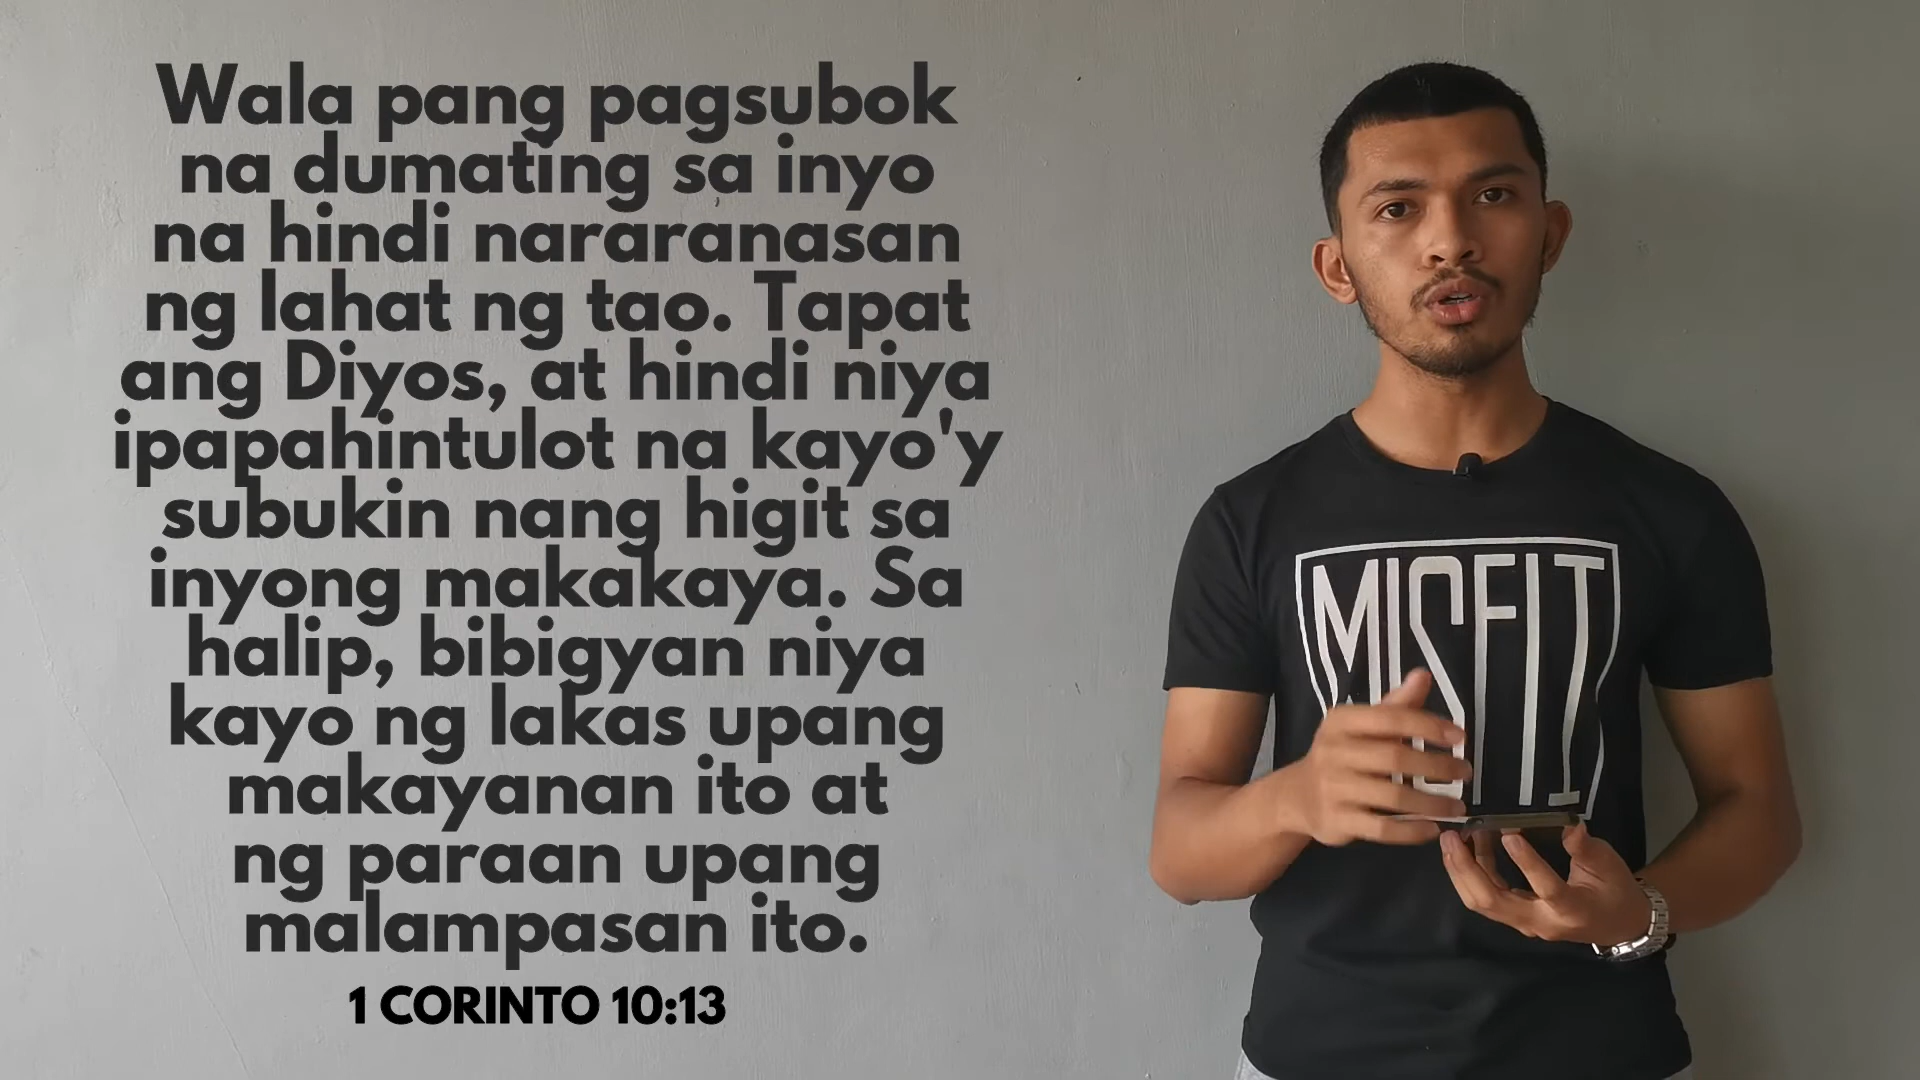 Wala pang pagsubok
na dumating sa inyo
na hindi nararanasan
ng lahat ng tao. Tapat
ang Diyos, at hindi niya
ipapahintulot na kayo'y
subukin nang higit sa
inyong makakaya. Sa
halip, bibigyan niya
kayo ng lakas upang
makayanan ito at
ng paraan upang
malampasan ito.
1 CORINTO 10:13
MISFIT